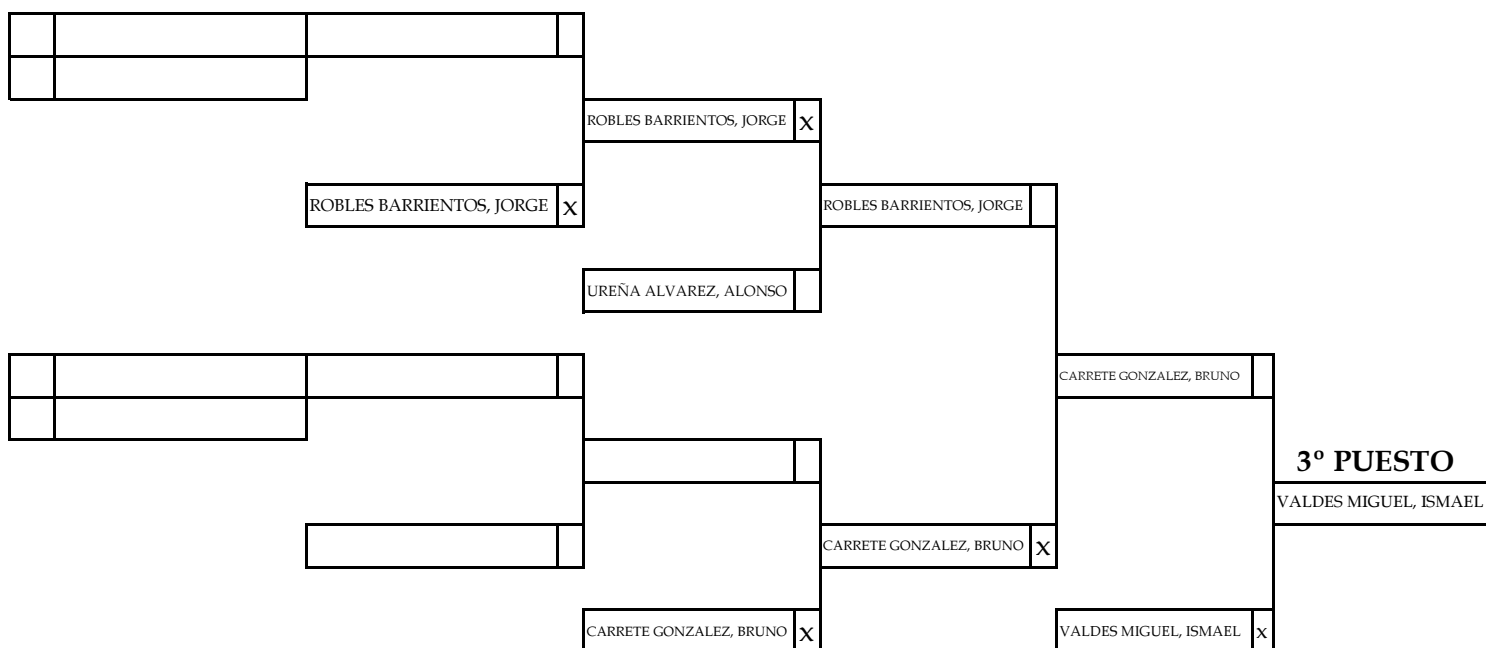 ROBLES BARRIENTOS, JORGE X
ROBLES BARRIENTOS, JORGE X
ROBLES BARRIENTOS, JORGE
UREÑA ALVAREZ, ALONSO
CARRETE GONZALEZ, BRUNO
3º PUESTO
VALDES MIGUEL, ISMAEL
CARRETE GONZALEZ, BRUNO X
CARRETE GONZALEZ, BRUNO X
VALDES MIGUEL, ISMAEL x